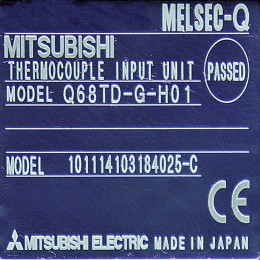 MELSEC-Q
MITSUBISHI
THERMOCOUPLE INPUT UNIT
PASSED
MODEL Q68TD-G-H01
MODEL 101114103184025-C
CE
MITSUBISHI ELECTRIC MADE IN JAPAN